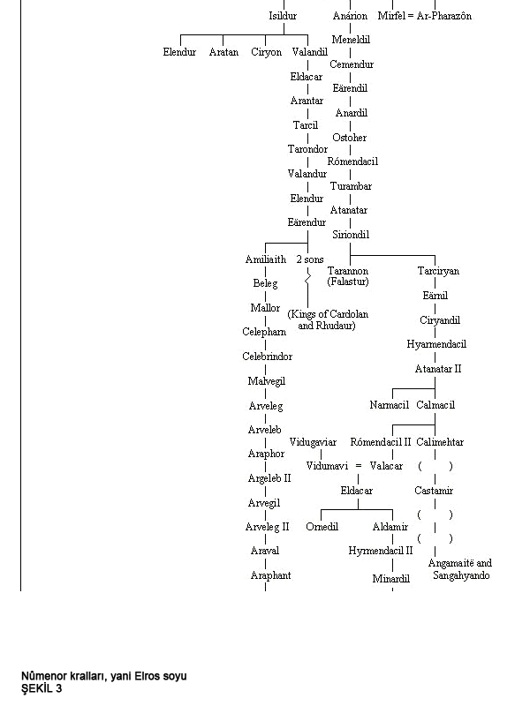 Isildur Anárion Mirfel = Ar-Pharazôn
Meneldil
Elendur Aratan Ciryon Valandil
Cemendur
Eldacar
Eärendil
Arantar
Anardil
Tarcil
Ostoher
Tarondor
Rómendacil
Valandur
Turambar
Elendur
Atanatar
Eärendur
Siriondil
Amiliaith 2 sons
Tarannon Tarciryan
(Falastur)
Beleg
Eärnil
Mallor (Kings of Cardolan
and Rhudaur)
Ciryandil
Celepharn
Hyarmendacil
Celebrindor
Atanatar II
Malvegil
Arveleg Narmacil Calmacil
Arveleb
Vidugaviar Rómendacil II Calimehtar
Araphor
Vidumavi = Valacar ( )
Argeleb II
Eldacar Castamir
Arvegil
( )
Arveleg II Ornedil Aldamir
( )
Araval Hyrmendacil II
Angamaitë and
Sangahyando
Araphant Minardil
Nûmenor kralları, yani Elros soyu
ŞEKİL 3